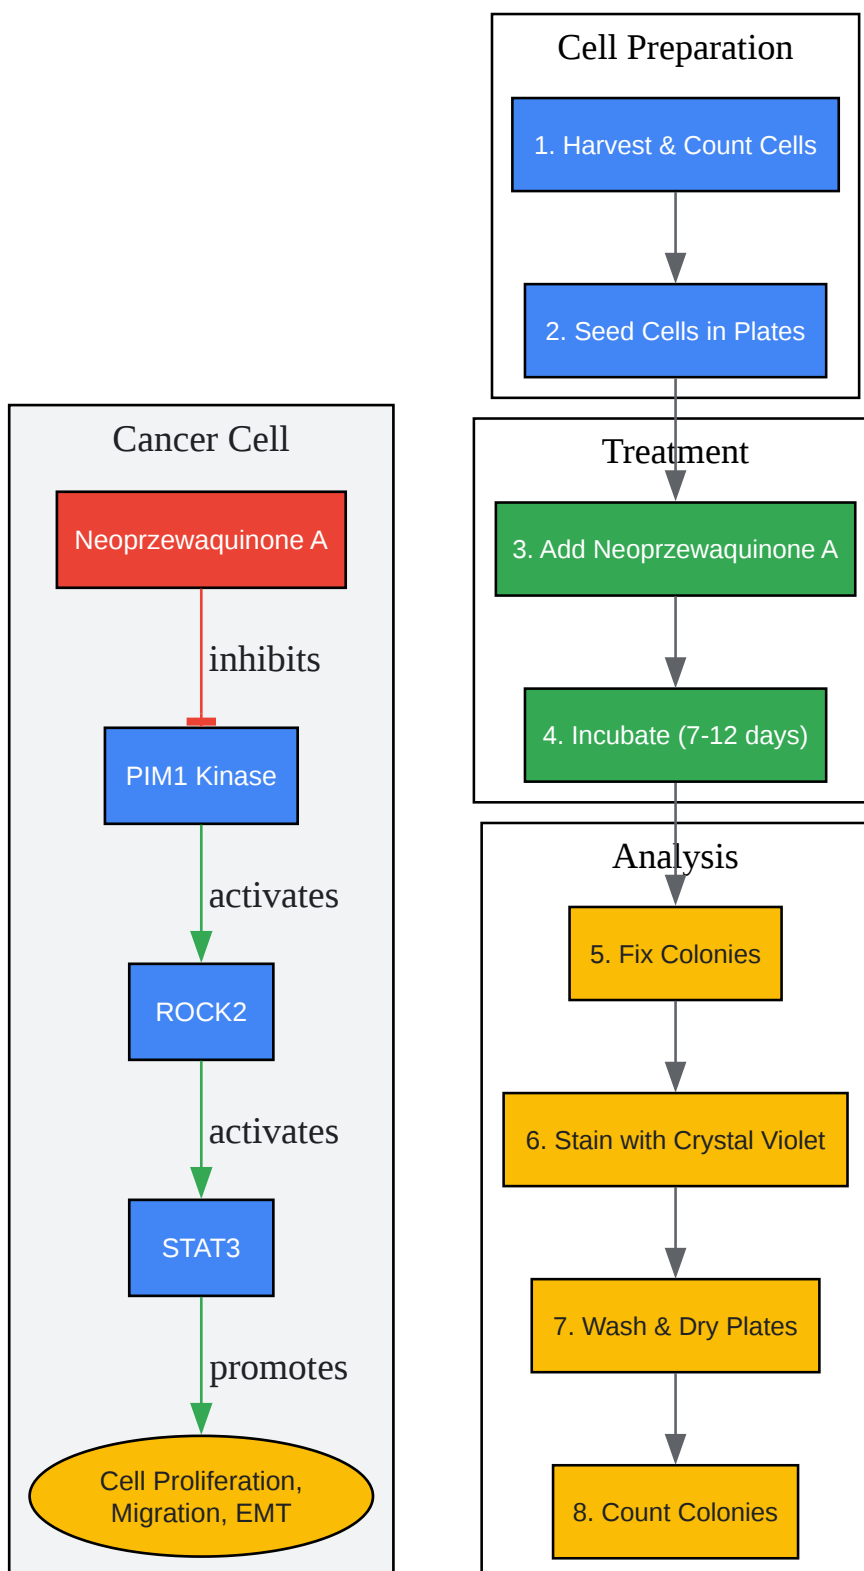 Cancer Cell
Neoprzewaquinone A
inhibits
PIM1 Kinase
activates
ROCK2
activates
STAT3
promotes
Cell Proliferation,
Migration, EMT
Cell Preparation
1. Harvest & Count Cells
2. Seed Cells in Plates
Treatment
3. Add Neoprzewaquinone A
4. Incubate (7-12 days)
Analysis
5. Fix Colonies
6. Stain with Crystal Violet
7. Wash & Dry Plates
8. Count Colonies